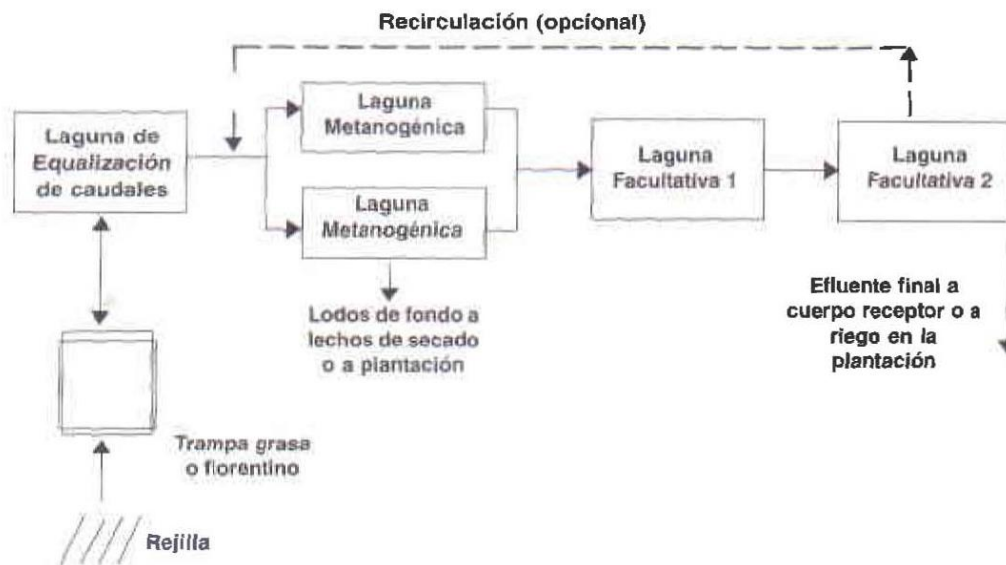 Recirculación (opcional)
Laguna de
Equalización
de caudales
Laguna
Metanogénica
Laguna
Metanogénica
Laguna
Facultativa 1
Laguna
Facultativa 2
Lodos de fondo a
lechos de secado
o a plantación
Efluente final a
cuerpo receptor o a
riego en la
plantación
Trampa grasa
o florentino
Rejilla